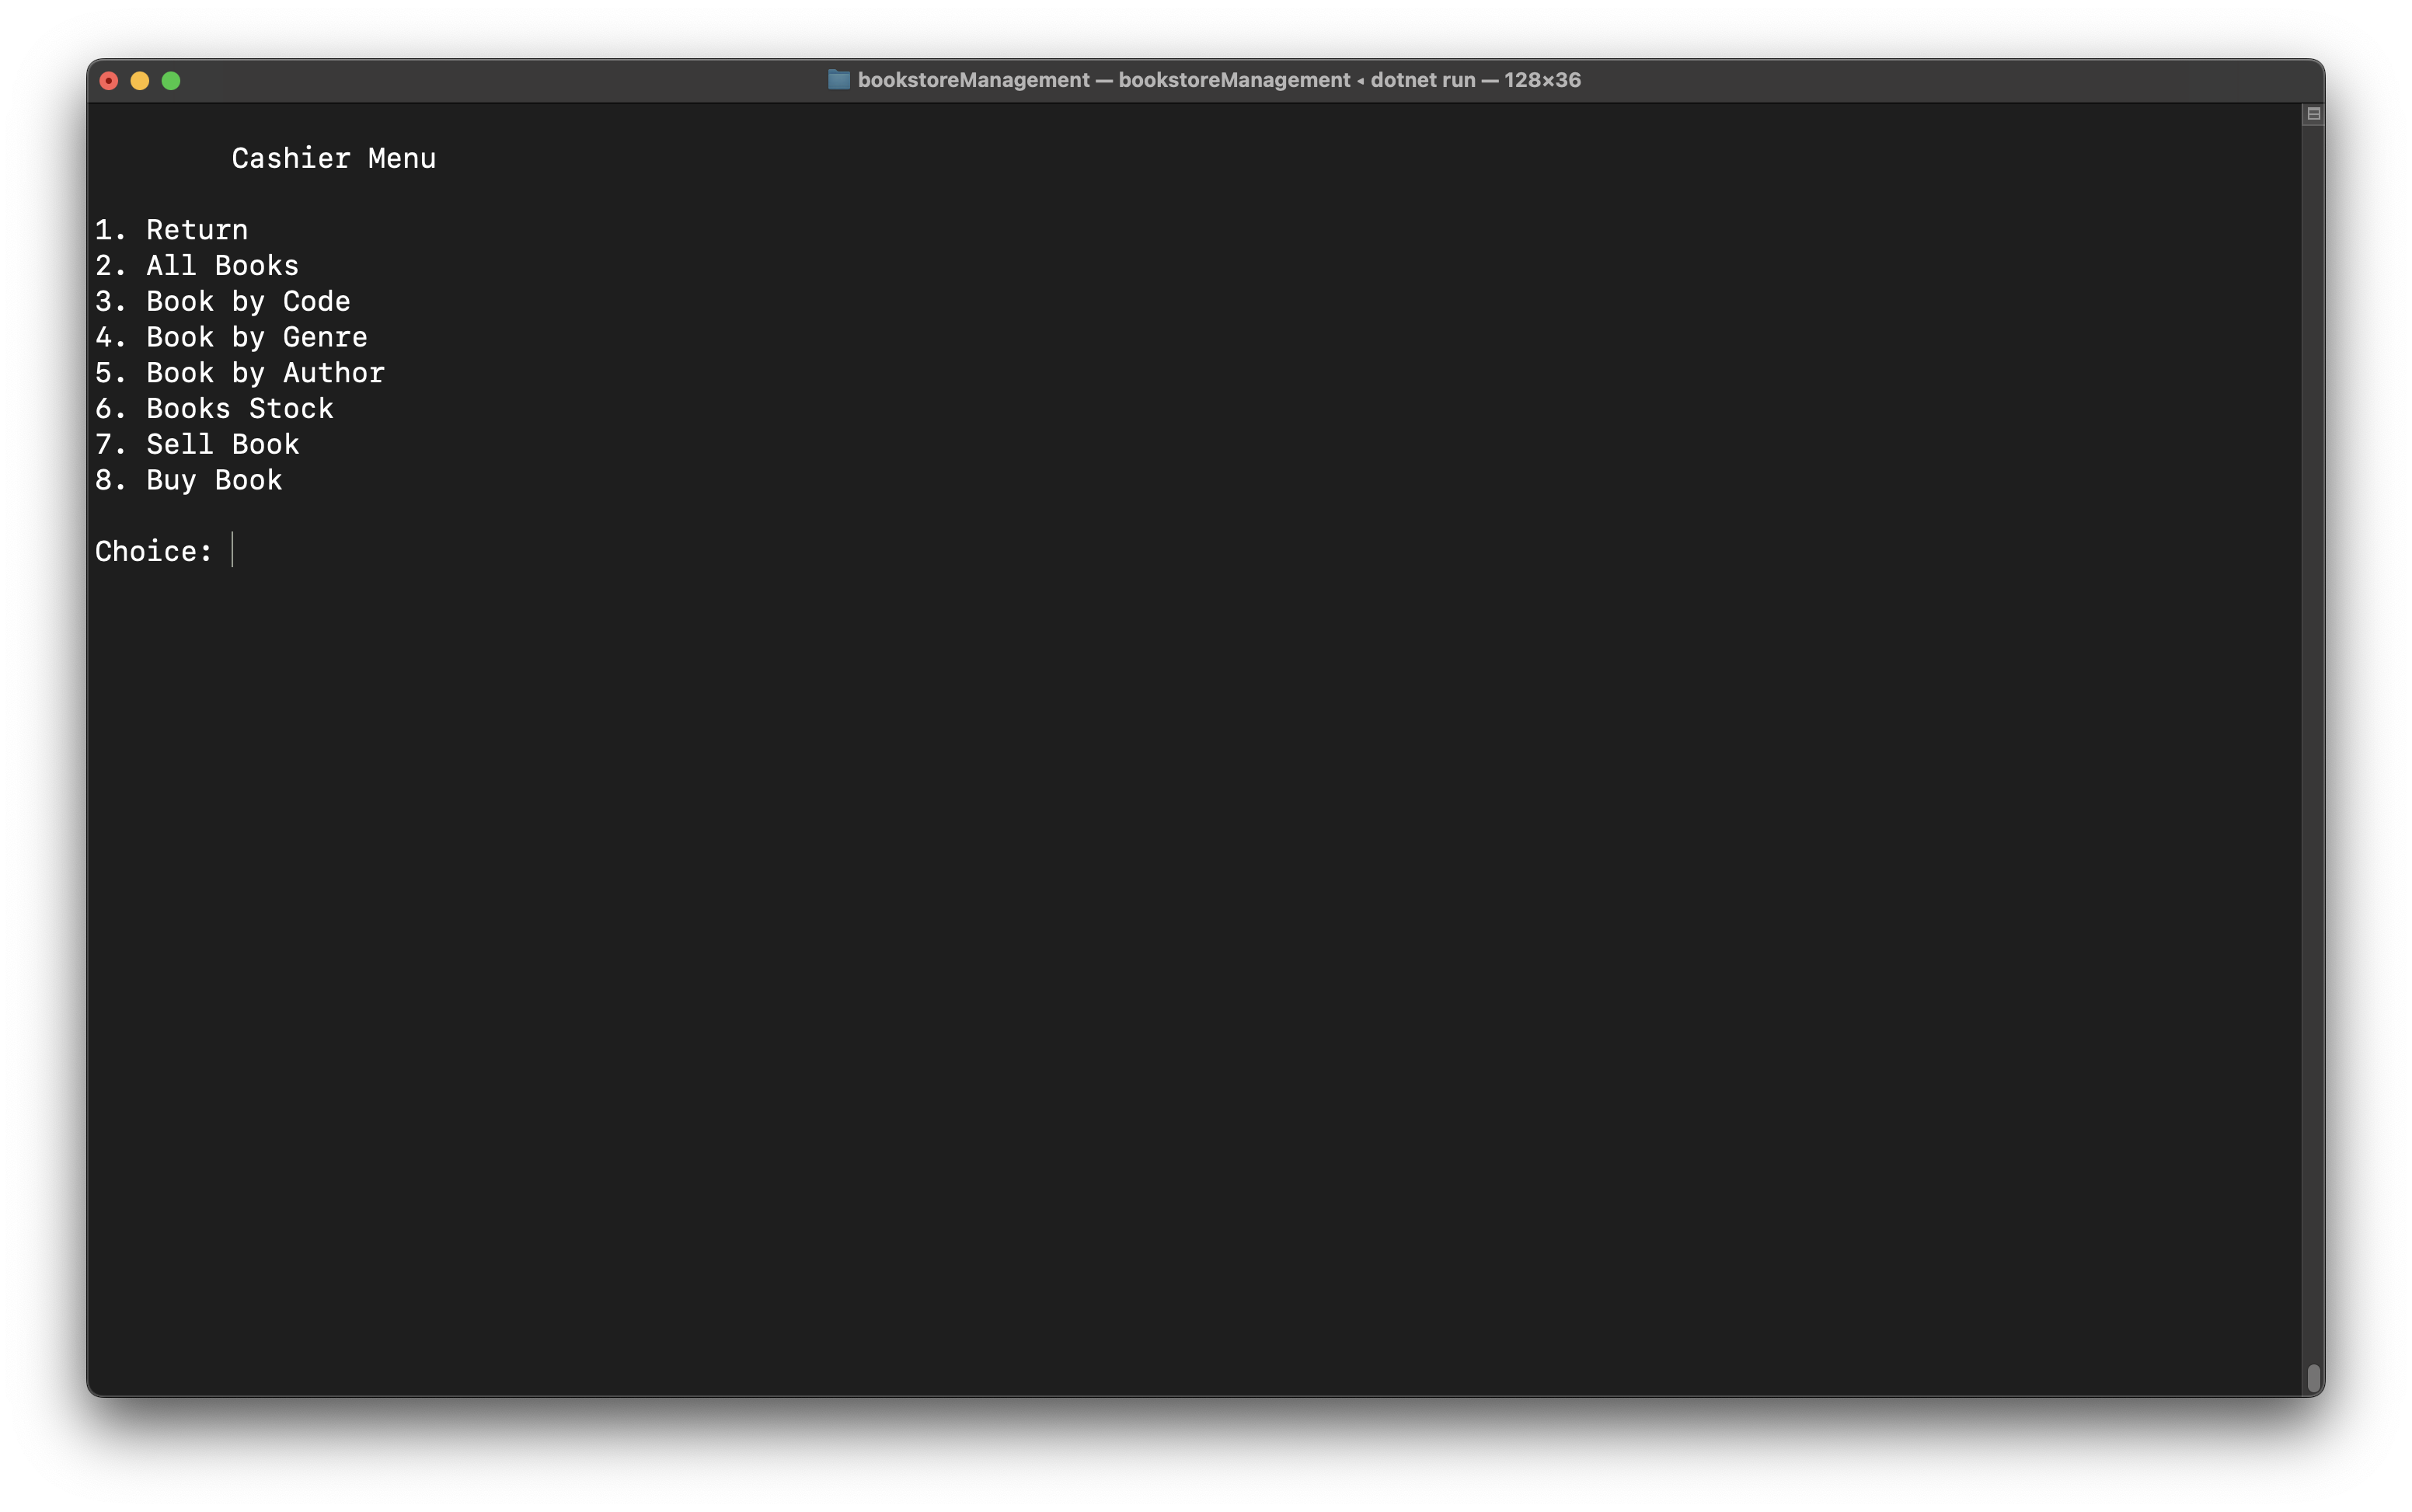 bookstoreManagement — bookstoreManagement ◂ dotnet run — 128×36
Cashier Menu
1. Return
2. All Books
3. Book by Code
4. Book by Genre
5. Book by Author
6. Books Stock
7. Sell Book
8. Buy Book
Choice: